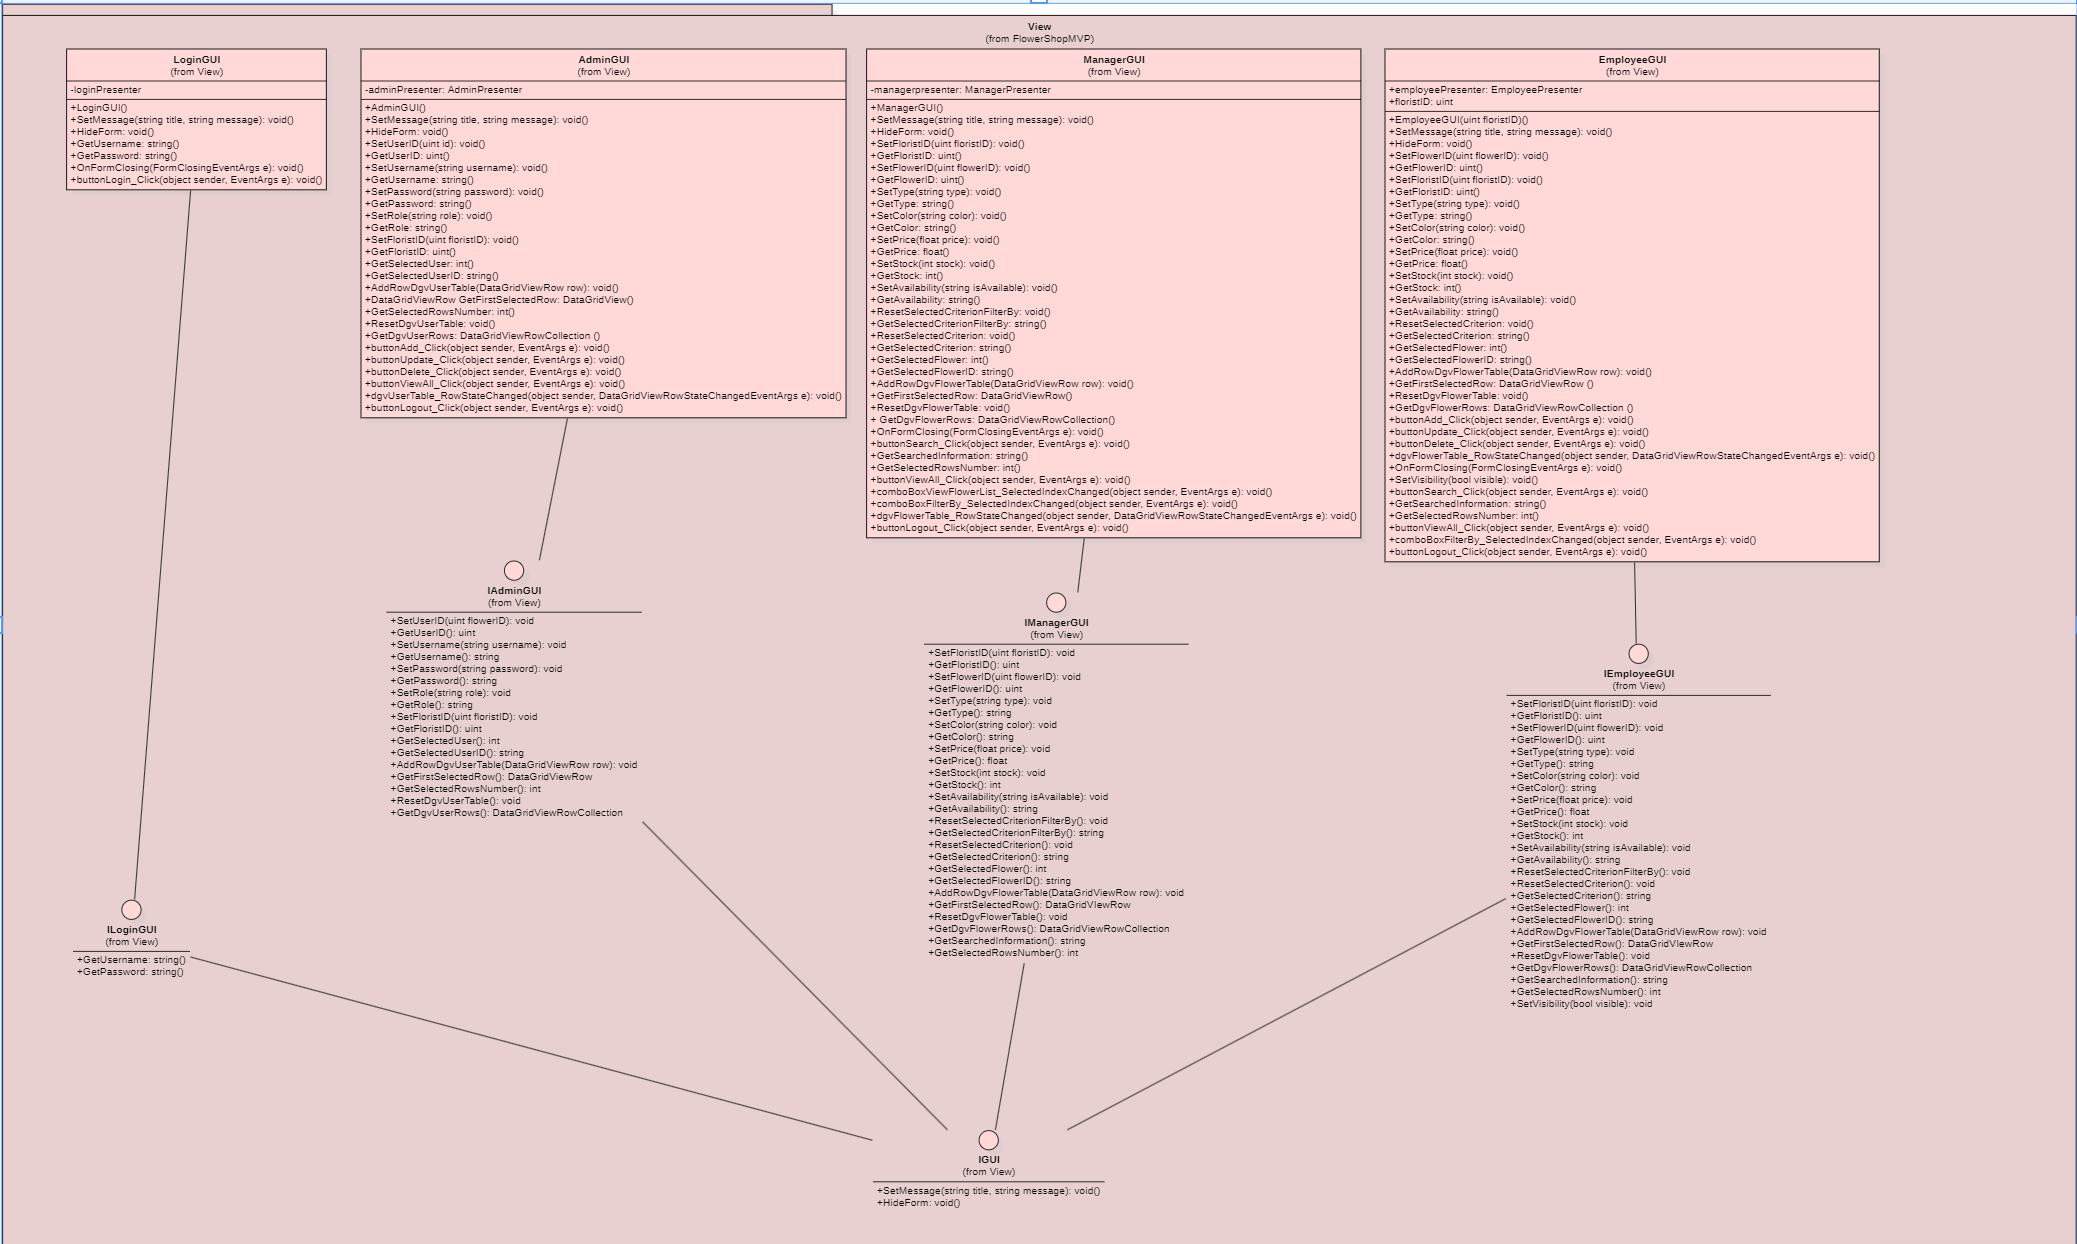 View
(from FlowerShopMVP)
LoginGUI
(from View)
-loginPresenter
+LoginGUI()
+SetMessage(string title, string message): void()
+HideForm: void()
+GetUsername: string()
+GetPassword: string()
+OnFormClosing(FormClosingEventArgs e): void()
+buttonLogin_Click(object sender, EventArgs e): void()
AdminGUI
(from View)
-adminPresenter: AdminPresenter
+AdminGUI()
+SetMessage(string title, string message): void()
+HideForm: void()
+SetUserID(uint id): void()
+GetUserID: uint()
+SetUsername(string username): void()
+GetUsername: string()
+SetPassword(string password): void()
+GetPassword: string()
+SetRole(string role): void()
+GetRole: string()
+SetFloristID(uint floristID): void()
+GetFloristID: uint()
+GetSelectedUser: int()
+GetSelectedUserID: string()
+AddRowDgvUserTable(DataGridViewRow row): void()
+DataGridViewRow GetFirstSelectedRow: DataGridView()
+GetSelectedRowsNumber: int()
+ResetDgvUserTable: void()
+GetDgvUserRows: DataGridViewRowCollection ()
+buttonAdd_Click(object sender, EventArgs e): void()
+buttonUpdate_Click(object sender, EventArgs e): void()
+buttonDelete_Click(object sender, EventArgs e): void()
+buttonViewAll_Click(object sender, EventArgs e): void()
+dgvUserTable_RowStateChanged(object sender, DataGridViewRowStateChangedEventArgs e): void()
+buttonLogout_Click(object sender, EventArgs e): void()
ManagerGUI
(from View)
-managerpresenter: ManagerPresenter
+ManagerGUI()
+SetMessage(string title, string message): void()
+HideForm: void()
+SetFloristID(uint floristID): void()
+GetFloristID: uint()
+SetFlowerID(uint flowerID): void()
+GetFlowerID: uint()
+SetType(string type): void()
+GetType: string()
+SetColor(string color): void()
+GetColor: string()
+SetPrice(float price): void()
+GetPrice: float()
+SetStock(int stock): void()
+GetStock: int()
+SetAvailability(string isAvailable): void()
+GetAvailability: string()
+ResetSelectedCriterionFilterBy: void()
+GetSelectedCriterionFilterBy: string()
+ResetSelectedCriterion: void()
+GetSelectedCriterion: string()
+GetSelectedFlower: int()
+GetSelectedFlowerID: string()
+AddRowDgvFlowerTable(DataGridViewRow row): void()
+GetFirstSelectedRow: DataGridViewRow()
+ResetDgvFlowerTable: void()
+ GetDgvFlowerRows: DataGridViewRowCollection()
+OnFormClosing(FormClosingEventArgs e): void()
+buttonSearch_Click(object sender, EventArgs e): void()
+GetSearchedInformation: string()
+GetSelectedRowsNumber: int()
+buttonViewAll_Click(object sender, EventArgs e): void()
+comboBoxViewFlowerList_SelectedIndexChanged(object sender, EventArgs e): void()
+comboBoxFilterBy_SelectedIndexChanged(object sender, EventArgs e): void()
+dgvFlowerTable_RowStateChanged(object sender, DataGridViewRowStateChangedEventArgs e): void()
+buttonLogout_Click(object sender, EventArgs e): void()
EmployeeGUI
(from View)
+employeePresenter: EmployeePresenter
+floristID: uint
+EmployeeGUI(uint floristID)()
+SetMessage(string title, string message): void()
+HideForm: void()
+SetFlowerID(uint flowerID): void()
+GetFlowerID: uint()
+SetFloristID(uint floristID): void()
+GetFloristID: uint()
+SetType(string type): void()
+GetType: string()
+SetColor(string color): void()
+GetColor: string()
+SetPrice(float price): void()
+GetPrice: float()
+SetStock(int stock): void()
+GetStock: int()
+SetAvailability(string isAvailable): void()
+GetAvailability: string()
+ResetSelectedCriterion: void()
+GetSelectedCriterion: string()
+GetSelectedFlower: int()
+GetSelectedFlowerID: string()
+AddRowDgvFlowerTable(DataGridViewRow row): void()
+GetFirstSelectedRow: DataGridViewRow ()
+ResetDgvFlowerTable: void()
+GetDgvFlowerRows: DataGridViewRowCollection ()
+buttonAdd_Click(object sender, EventArgs e): void()
+buttonUpdate_Click(object sender, EventArgs e): void()
+buttonDelete_Click(object sender, EventArgs e): void()
+dgvFlowerTable_RowStateChanged(object sender, DataGridViewRowStateChangedEventArgs e): void()
+OnFormClosing(FormClosingEventArgs e): void()
+SetVisibility(bool visible): void()
+buttonSearch_Click(object sender, EventArgs e): void()
+GetSearchedInformation: string()
+GetSelectedRowsNumber: int()
+buttonViewAll_Click(object sender, EventArgs e): void()
+comboBoxFilterBy_SelectedIndexChanged(object sender, EventArgs e): void()
+buttonLogout_Click(object sender, EventArgs e): void()
IAdminGUI
(from View)
+SetUserID(uint flowerID): void
+GetUserID(): uint
+SetUsername(string username): void
+GetUsername(): string
+SetPassword(string password): void
+GetPassword(): string
+SetRole(string role): void
+GetRole(): string
+SetFloristID(uint floristID): void
+GetFloristID(): uint
+GetSelectedUser(): int
+GetSelectedUserID(): string
+AddRowDgvUserTable(DataGridViewRow row): void
+GetFirstSelectedRow(): DataGridViewRow
+GetSelectedRowsNumber(): int
+ResetDgvUserTable(): void
+GetDgvUserRows(): DataGridViewRowCollection
IManagerGUI
(from View)
+SetFloristID(uint floristID): void
+GetFloristID(): uint
+SetFlowerID(uint flowerID): void
+GetFlowerID(): uint
+SetType(string type): void
+GetType(): string
+SetColor(string color): void
+GetColor(): string
+SetPrice(float price): void
+GetPrice(): float
+SetStock(int stock): void
+GetStock(): int
+SetAvailability(string isAvailable): void
+GetAvailability(): string
+ResetSelectedCriterionFilterBy(): void
+GetSelectedCriterionFilterBy(): string
+ResetSelectedCriterion(): void
+GetSelectedCriterion(): string
+GetSelectedFlower(): int
+GetSelectedFlowerID(): string
+AddRowDgvFlowerTable(DataGridViewRow row): void
+GetFirstSelectedRow(): DataGridVIewRow
+ResetDgvFlowerTable(): void
+GetDgvFlowerRows(): DataGridViewRowCollection
+GetSearchedInformation(): string
+GetSelectedRowsNumber(): int
IEmployeeGUI
(from View)
+SetFloristID(uint floristID): void
+GetFloristID(): uint
+SetFlowerID(uint flowerID): void
+GetFlowerID(): uint
+SetType(string type): void
+GetType(): string
+SetColor(string color): void
+GetColor(): string
+SetPrice(float price): void
+GetPrice(): float
+SetStock(int stock): void
+GetStock(): int
+SetAvailability(string isAvailable): void
+GetAvailability(): string
+ResetSelectedCriterionFilterBy(): void
+ResetSelectedCriterion(): void
+GetSelectedCriterion(): string
+GetSelectedFlower(): int
+GetSelectedFlowerID(): string
+AddRowDgvFlowerTable(DataGridViewRow row): void
+GetFirstSelectedRow(): DataGridVIewRow
+ResetDgvFlowerTable(): void
+GetDgvFlowerRows(): DataGridViewRowCollection
+GetSearchedInformation(): string
+GetSelectedRowsNumber(): int
+SetVisibility(bool visible): void
ILoginGUI
(from View)
+GetUsername: string()
+GetPassword: string()
IGUI
(from View)
+SetMessage(string title, string message): void()
+HideForm: void()